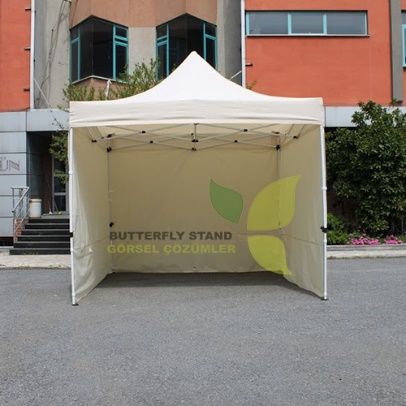 BUTTERFLY STAND
GÖRSEL ÇÖZÜMLER